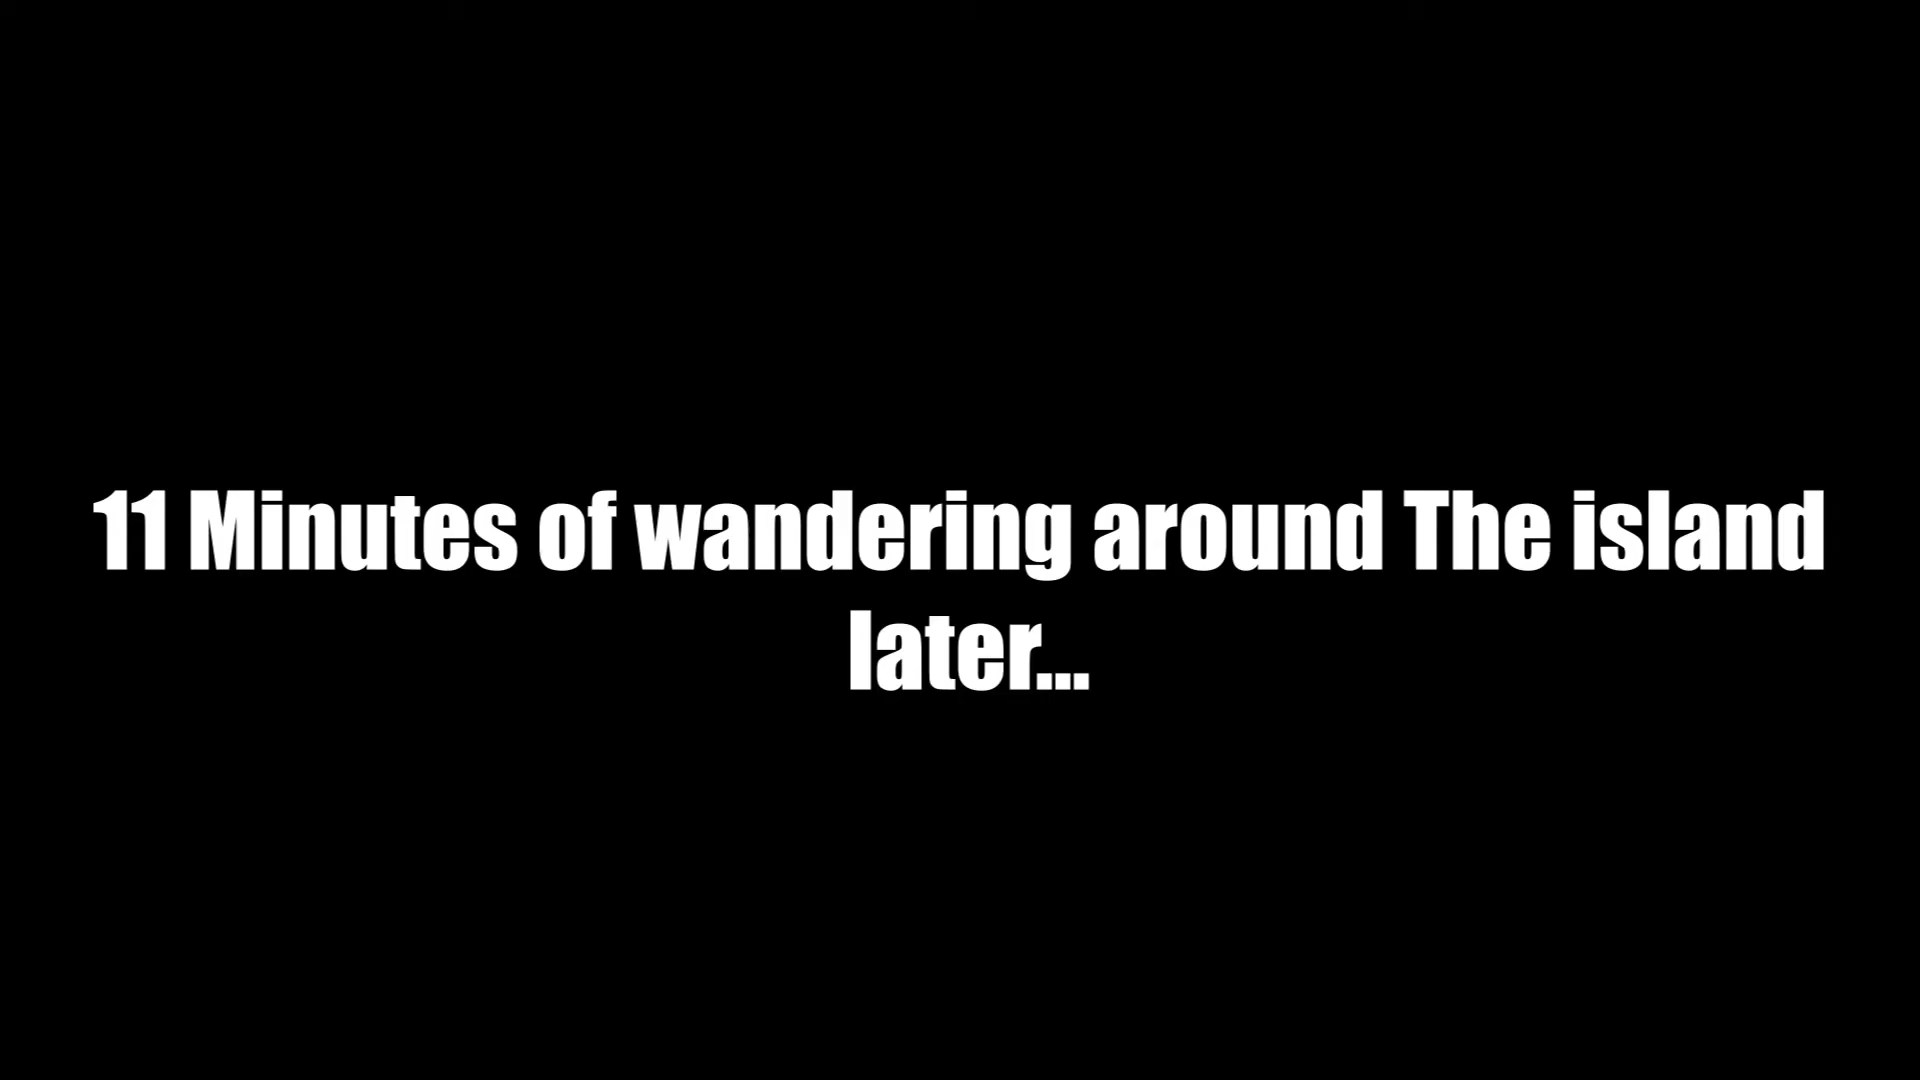 11 Minutes of wandering around The island
later...